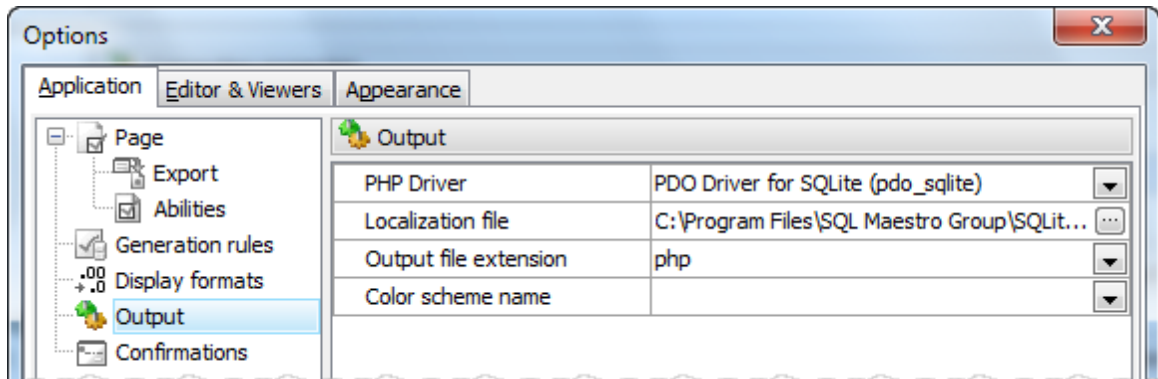 Options
Application Editor & Viewers Appearance
Page
Export
Abilities
Generation rules
Display formats
Output
Confirmations
Output
PHP Driver PDO Driver for SQLite (pdo_sqlite)
Localization file C:\Program Files\SQL Maestro Group\SQLit...
Output file extension php
Color scheme name